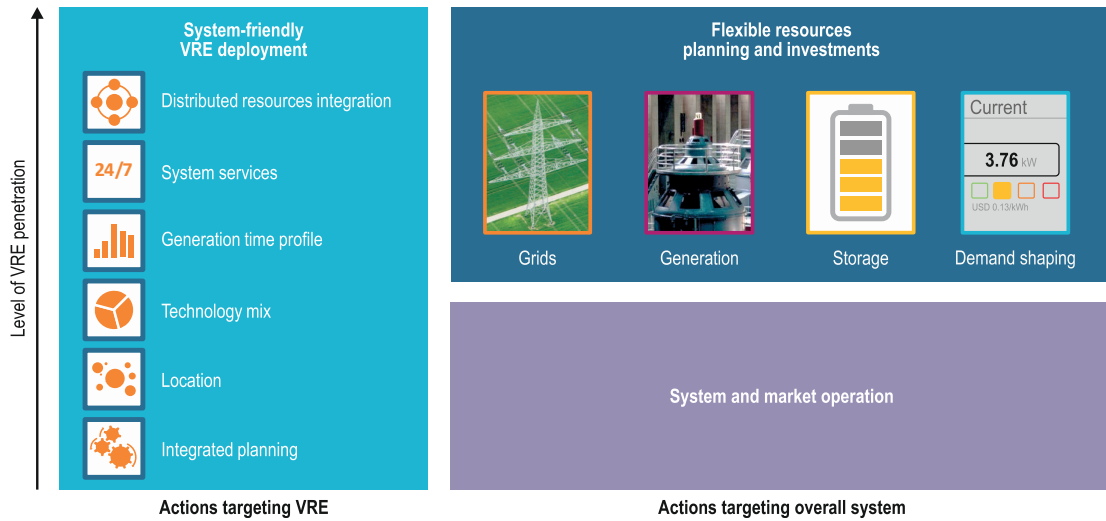 Level of VRE penetration
System-friendly
VRE deployment
Distributed resources integration
24/7
System services
Generation time profile
Technology mix
Location
Integrated planning
Actions targeting VRE
Flexible resources
planning and investments
Grids
Generation
Storage
Current
3.76 kW
USD 0.13/kWh
Demand shaping
System and market operation
Actions targeting overall system